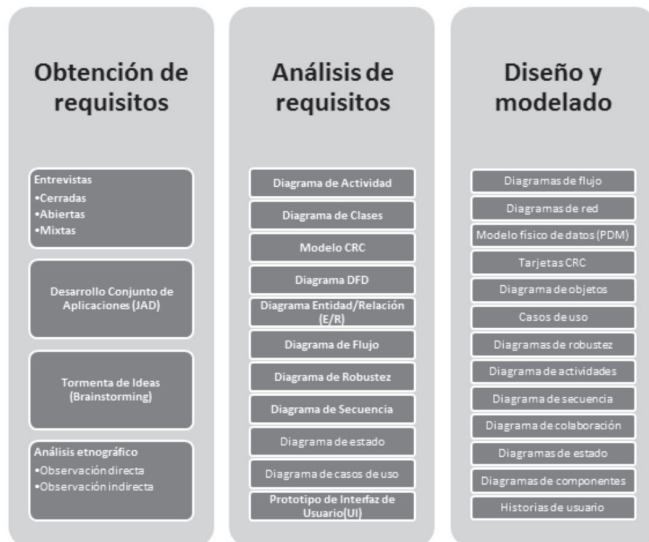 Obtención de
requisitos
Entrevistas
•Cerradas
•Abiertas
•Mixtas
Desarrollo Conjunto de
Aplicaciones (JAD)
Tormenta de Ideas
(Brainstorming)
Análisis etnográfico
•Observación directa
•Observación indirecta
Análisis de
requisitos
Diagrama de Actividad
Diagrama de Clases
Modelo CRC
Diagrama DFD
Diagrama Entidad/Relación
(E/R)
Diagrama de Flujo
Diagrama de Robustez
Diagrama de Secuencia
Diagrama de estado
Diagrama de casos de uso
Prototipo de Interfaz de
Usuario(UI)
Diseño y
modelado
Diagramas de flujo
Diagramas de red
Modelo físico de datos (PDM)
Tarjetas CRC
Diagrama de objetos
Casos de uso
Diagramas de robustez
Diagrama de actividades
Diagrama de secuencia
Diagrama de colaboración
Diagramas de estado
Diagramas de componentes
Historias de usuario